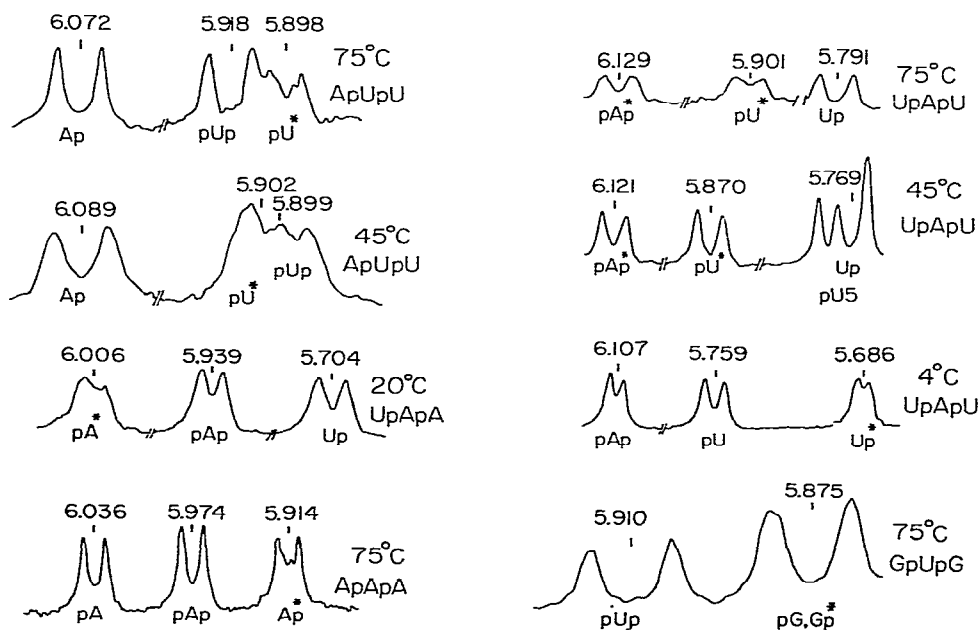 6.072 5.918 5.898
75°C
ApUpU
Ap pUp pU*
5.902
6.089 5.899
45°C
ApUpU
pUp
Ap pU*
6.006 5.939 5.704
20°C
UpApA
pA* pAp Up
6.036 5.974 5.914
75°C
ApApA
pA pAp Ap*
6.129 5.901 5.791
75°C
UpApU
pAp* pU* Up
6.121 5.870 5.769
45°C
UpApU
pAp* pU* Up
pU5
6.107 5.759 5.686
4°C
UpApU
pAp pU Up*
5.910 5.875
75°C
GpUpG
pUp pG,Gp*